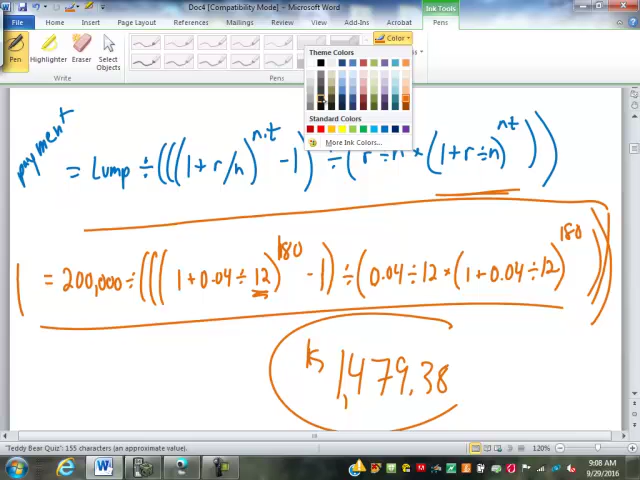 Doc4 [Compatibility Mode]
Ink Tools
File Home Insert Page Layout References Mailings Review View Add-Ins Acrobat Pens
Pen Highlighter Eraser Select Objects
Color
Write Pens
Theme Colors
Standard Colors
More Ink Colors...
payment = Lump ÷(((1+r/n)^n·t -1)÷(r÷n*(1+r÷n)^n·t))
= 200,000÷(((1+0.04÷12)^180 -1)÷(0.04÷12*(1+0.04÷12)^180))
1,479.38
"Teddy Bear Quiz": 155 characters (an approximate value).
120%
9:08 AM
9/29/2016